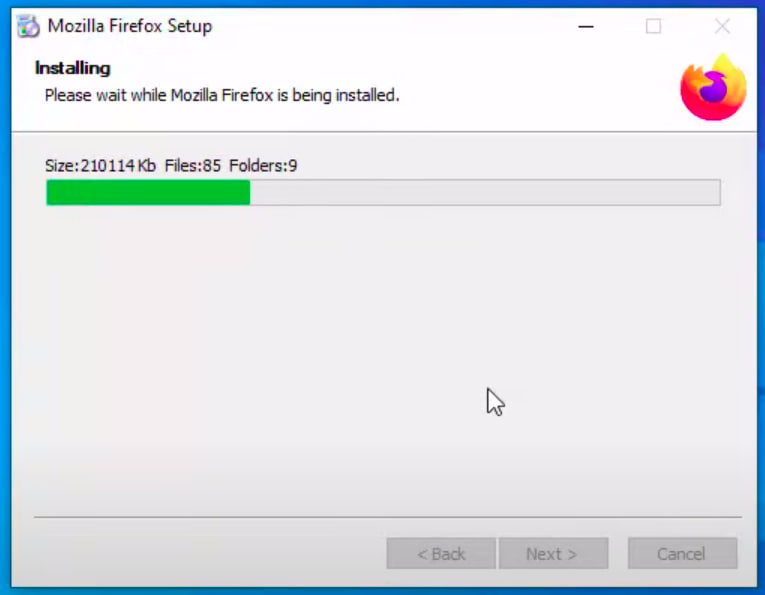 Mozilla Firefox Setup
Installing
Please wait while Mozilla Firefox is being installed.
Size:210114 Kb Files:85 Folders:9
< Back Next > Cancel